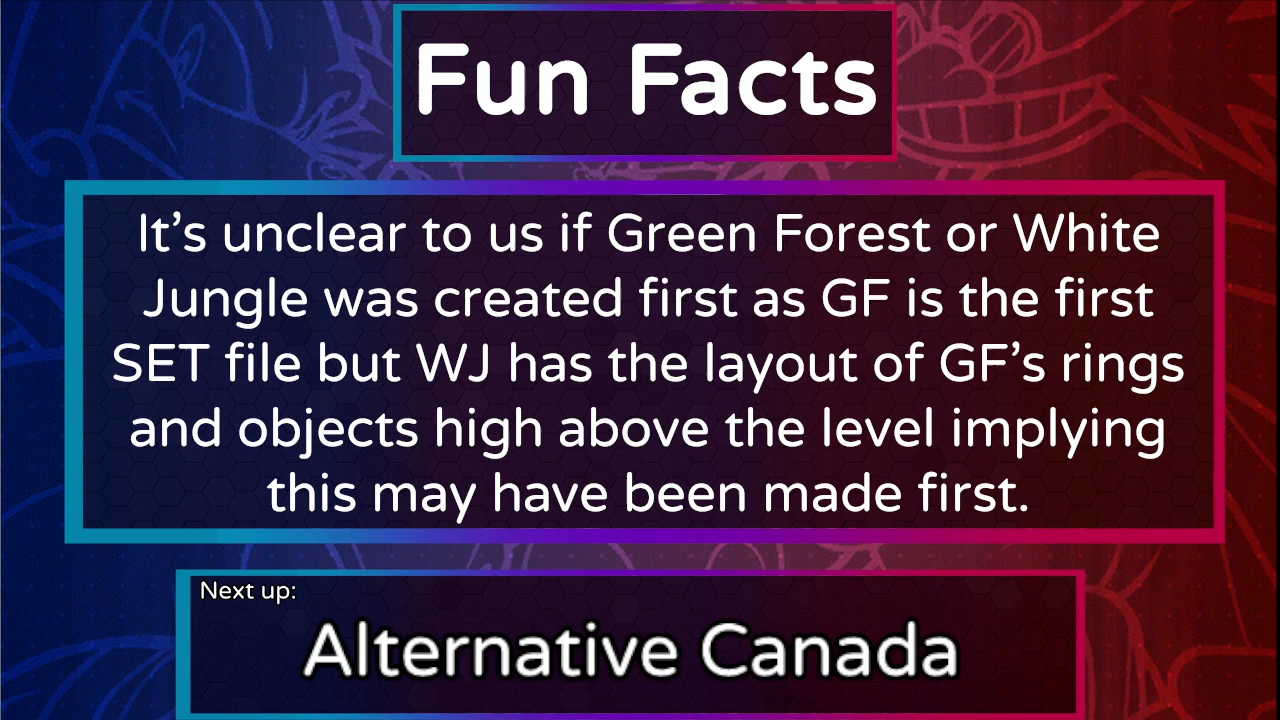 Fun Facts
It's unclear to us if Green Forest or White
Jungle was created first as GF is the first
SET file but WJ has the layout of GF's rings
and objects high above the level implying
this may have been made first.
Next up:
Alternative Canada